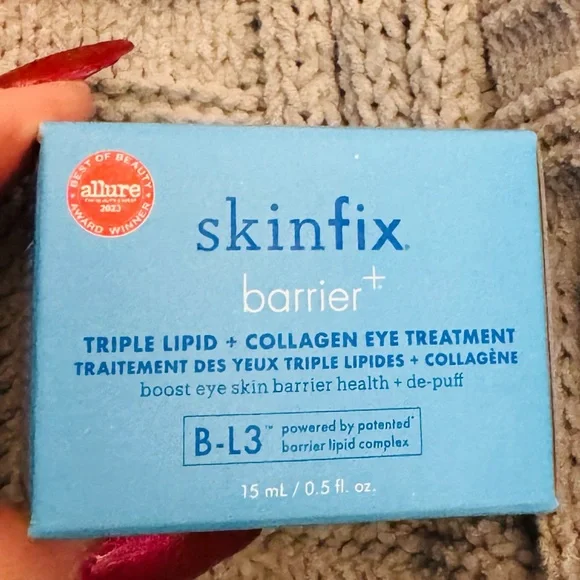 BEST OF BEAUTY
allure
2023
AWARD WINNER
skinfix.
barrier+
TRIPLE LIPID + COLLAGEN EYE TREATMENT
TRAITEMENT DES YEUX TRIPLE LIPIDES + COLLAGÈNE
boost eye skin barrier health + de-puff
B-L3™ powered by patented*
barrier lipid complex
15 mL / 0.5 fl. oz.